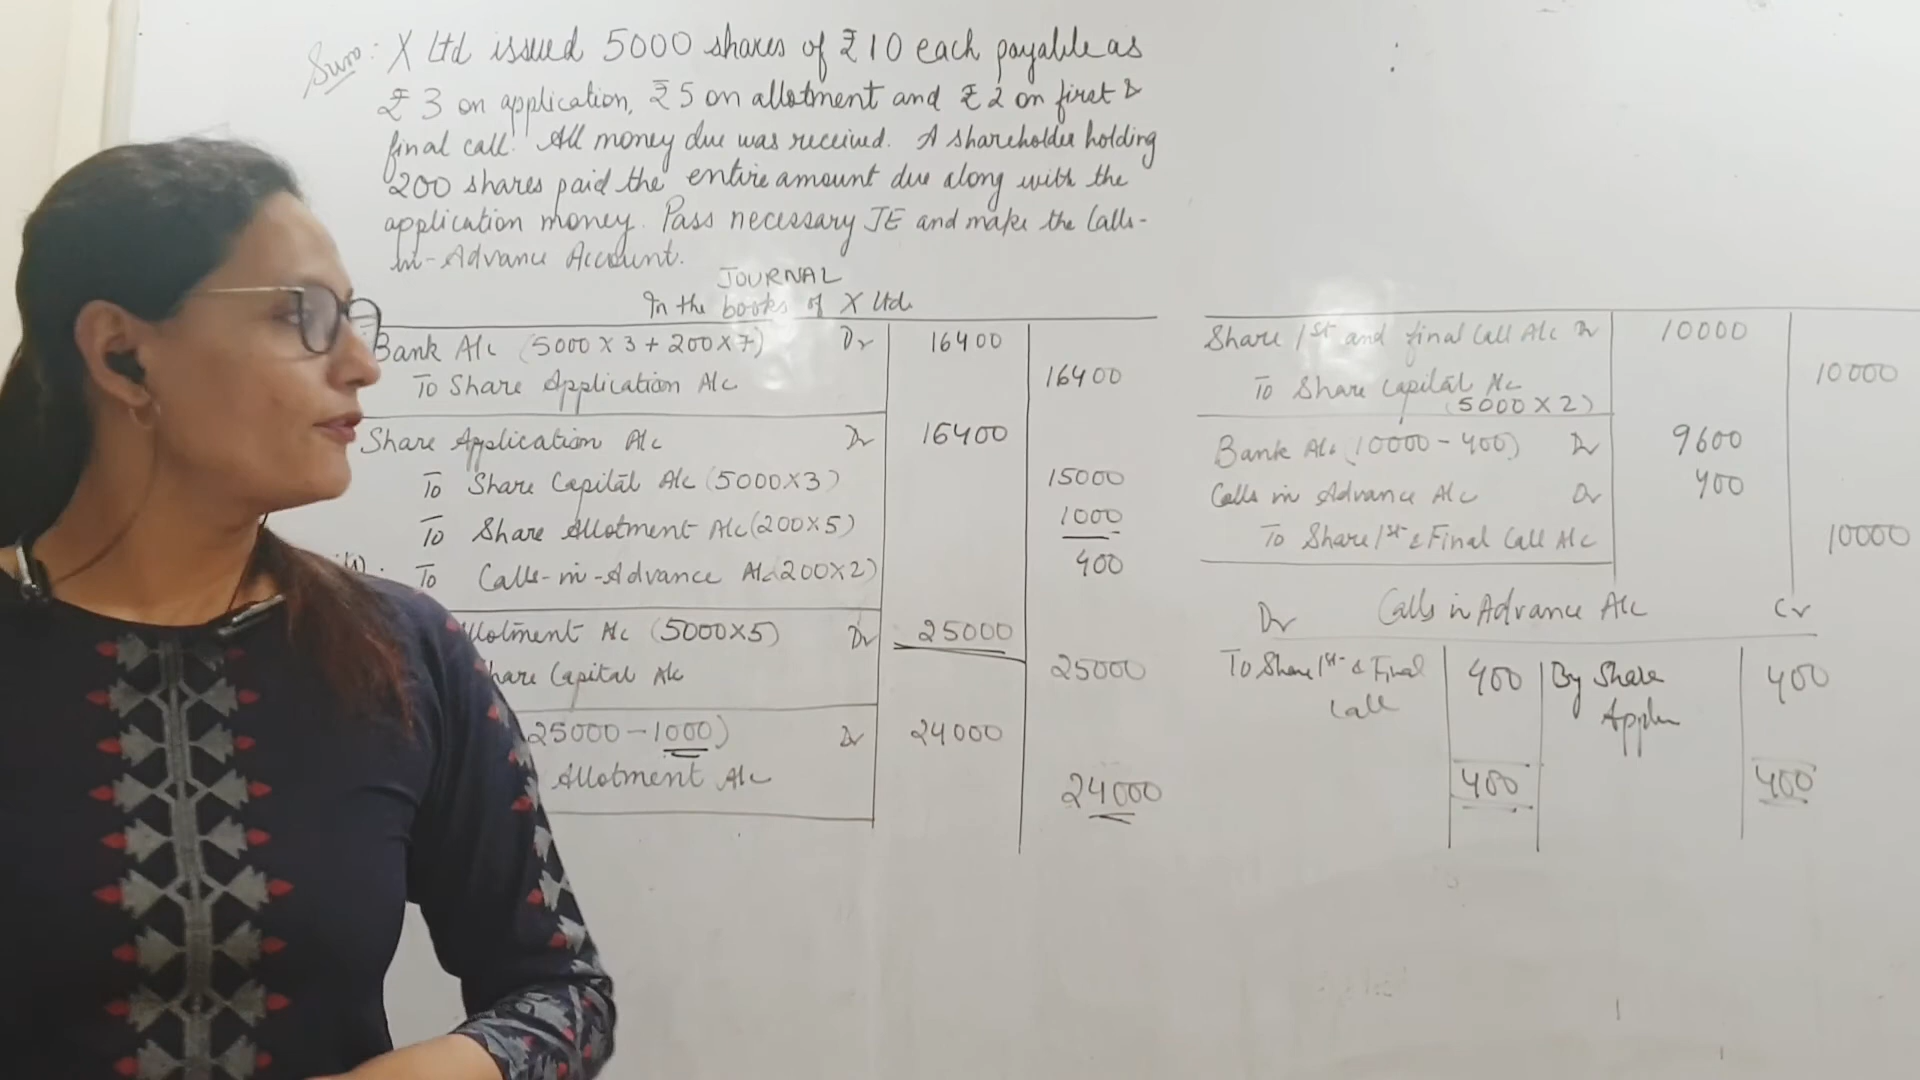 Sum: X Ltd issued 5000 shares of ₹10 each payable as
₹3 on application, ₹5 on allotment and ₹2 on first &
final call. All money due was received. A shareholder holding
200 shares paid the entire amount due along with the
application money. Pass necessary JE and make the Calls-
in-Advance Account.
JOURNAL
In the books of X Ltd.
Bank A/c (5000 X 3 + 200 X 7) Dr 16400
To Share Application A/c 16400
Share Application A/c Dr 16400
To Share Capital A/c (5000X3) 15000
To Share Allotment A/c (200X5) 1000
To Calls-in-Advance A/c (200X2) 400
Allotment A/c (5000X5) Dr 25000
Share Capital A/c 25000
25000 - 1000) Dr 24000
Allotment A/c 24000
Share 1st and final Call A/c Dr 10000
To Share Capital A/c 10000
(5000 X 2)
Bank A/c (10000 - 400) Dr 9600
Calls in Advance A/c Dr 400
To Share 1st & Final Call A/c 10000
Dr Calls in Advance A/c Cr
To Share 1st & Final 400 By Share 400
Call Appln
400 400